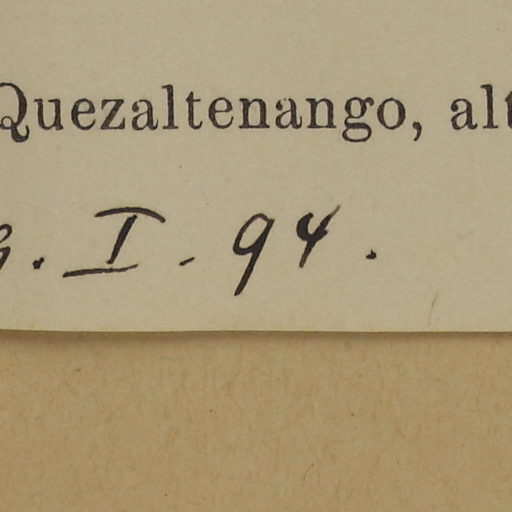 Quezaltenango, alt
. I. 94.